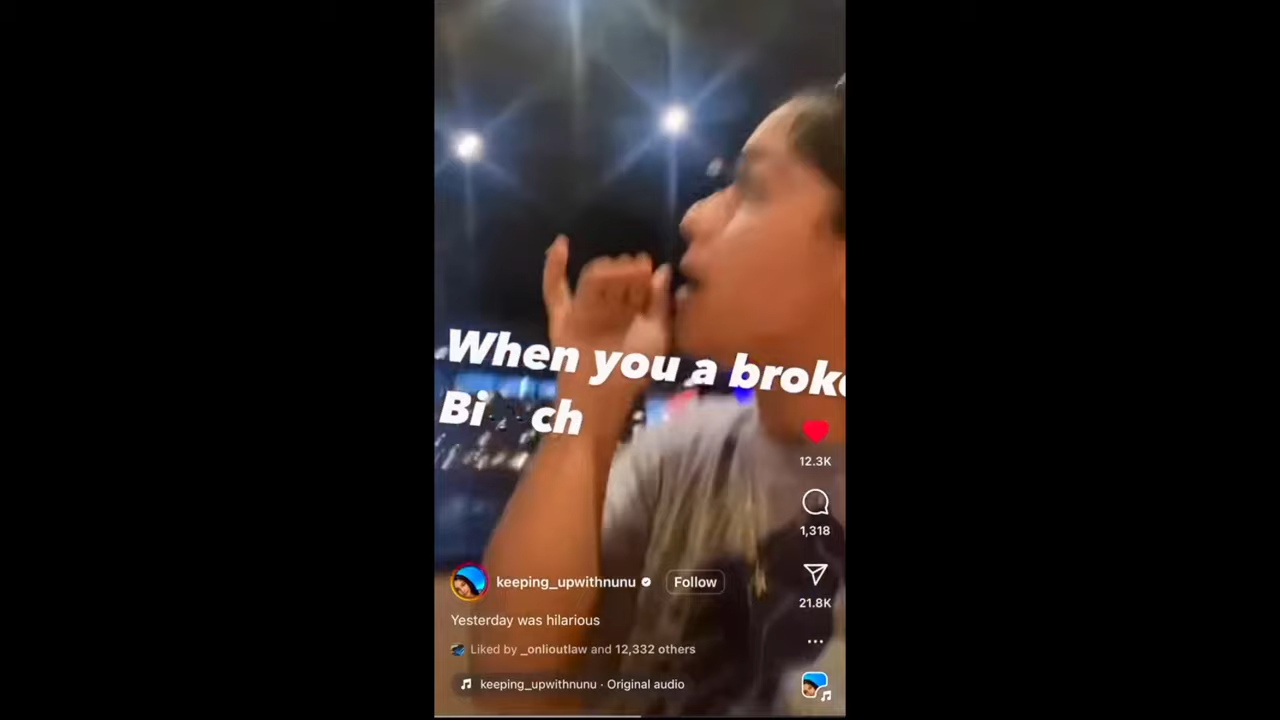 When you a broke
Bi ch
12.3K
1,318
21.8K
keeping_upwithnunu
Follow
Yesterday was hilarious
Liked by _onlioutlaw and 12,332 others
keeping_upwithnunu · Original audio